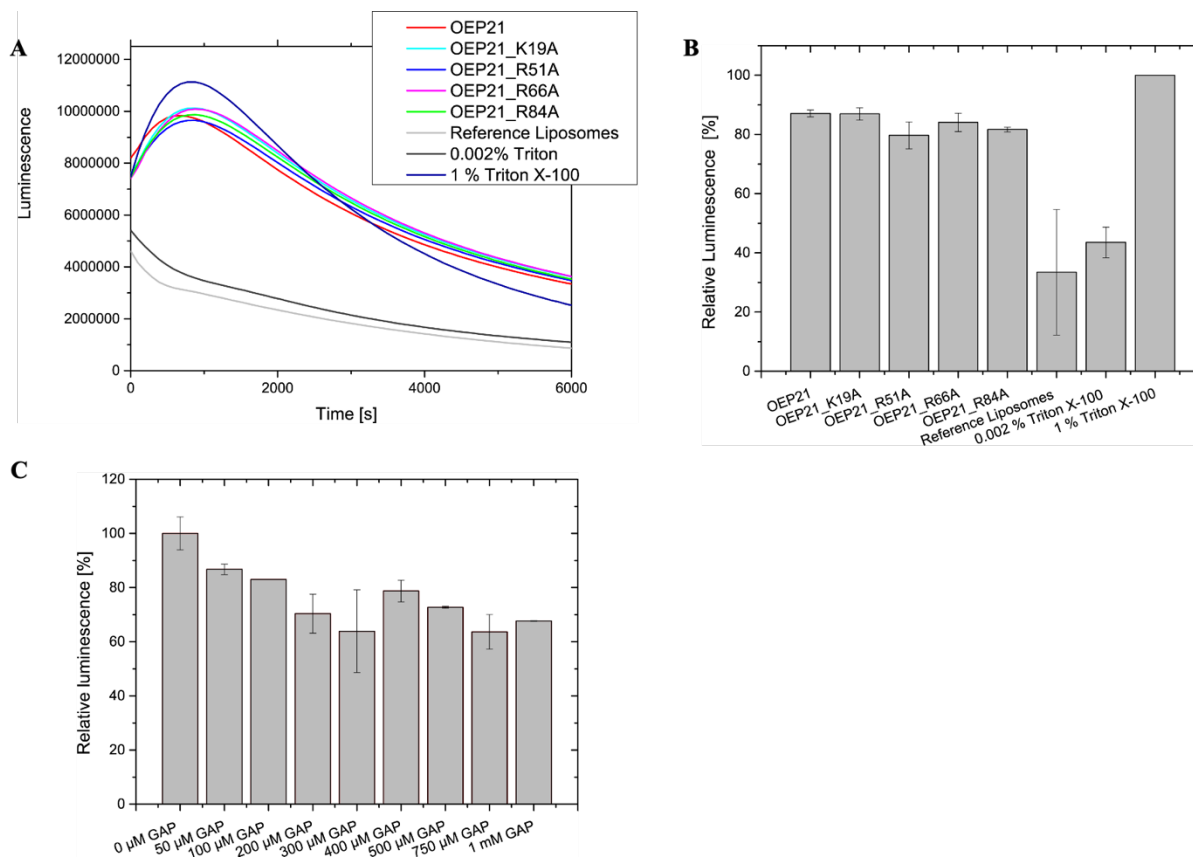 A
12000000
10000000
8000000
6000000
4000000
2000000
0
Luminescence
0
2000
4000
6000
Time [s]
OEP21
OEP21_K19A
OEP21_R51A
OEP21_R66A
OEP21_R84A
Reference Liposomes
0.002% Triton
1 % Triton X-100
B
100
80
60
40
20
0
Relative Luminescence [%]
OEP21
OEP21_K19A
OEP21_R51A
OEP21_R66A
OEP21_R84A
Reference Liposomes
0.002 % Triton X-100
1 % Triton X-100
C
120
100
80
60
40
20
0
Relative luminescence [%]
0 µM GAP
50 µM GAP
100 µM GAP
200 µM GAP
300 µM GAP
400 µM GAP
500 µM GAP
750 µM GAP
1 mM GAP